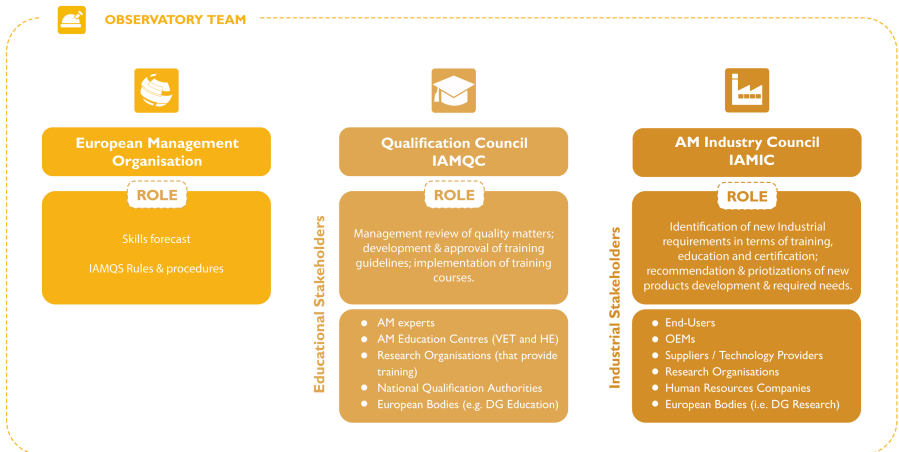 OBSERVATORY TEAM
European Management
Organisation
ROLE
Skills forecast
IAMQS Rules & procedures
Qualification Council
IAMQC
ROLE
Educational Stakeholders
Management review of quality matters;
development & approval of training
guidelines; implementation of training
courses.
AM experts
AM Education Centres (VET and HE)
Research Organisations (that provide
training)
National Qualification Authorities
European Bodies (e.g. DG Education)
AM Industry Council
IAMIC
ROLE
Industrial Stakeholders
Identification of new Industrial
requirements in terms of training,
education and certification;
recommendation & priotizations of new
products development & required needs.
End-Users
OEMs
Suppliers / Technology Providers
Research Organisations
Human Resources Companies
European Bodies (i.e. DG Research)